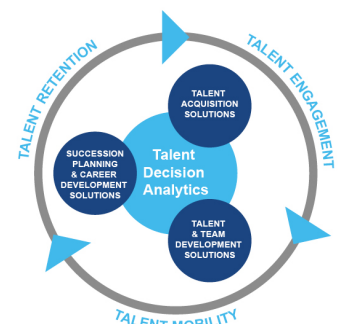 TALENT RETENTION
TALENT ENGAGEMENT
TALENT
ACQUISITION
SOLUTIONS
SUCCESSION
PLANNING
& CAREER
DEVELOPMENT
SOLUTIONS
Talent
Decision
Analytics
TALENT
& TEAM
DEVELOPMENT
SOLUTIONS
TALENT MOBILITY